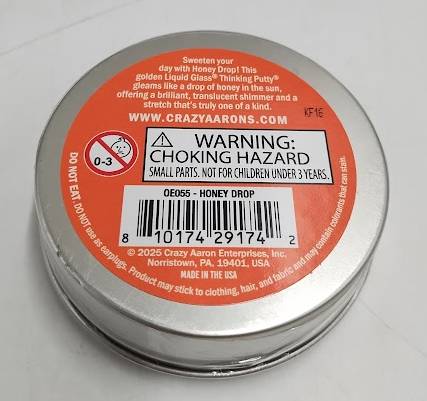 Sweeten your
day with Honey Drop! This
golden Liquid Glass® Thinking Putty®
gleams like a drop of honey in the sun,
offering a brilliant, translucent shimmer and a
stretch that's truly one of a kind.
WWW.CRAZYAARONS.COM
KF16
0-3
WARNING:
CHOKING HAZARD
SMALL PARTS. NOT FOR CHILDREN UNDER 3 YEARS.
OE055 - HONEY DROP
8 10174 29174 2
© 2025 Crazy Aaron Enterprises, Inc.
Norristown, PA, 19401, USA
MADE IN THE USA
DO NOT EAT. DO NOT use as earplugs. Product may stick to clothing, hair, and fabric and may contain colorants that can stain.